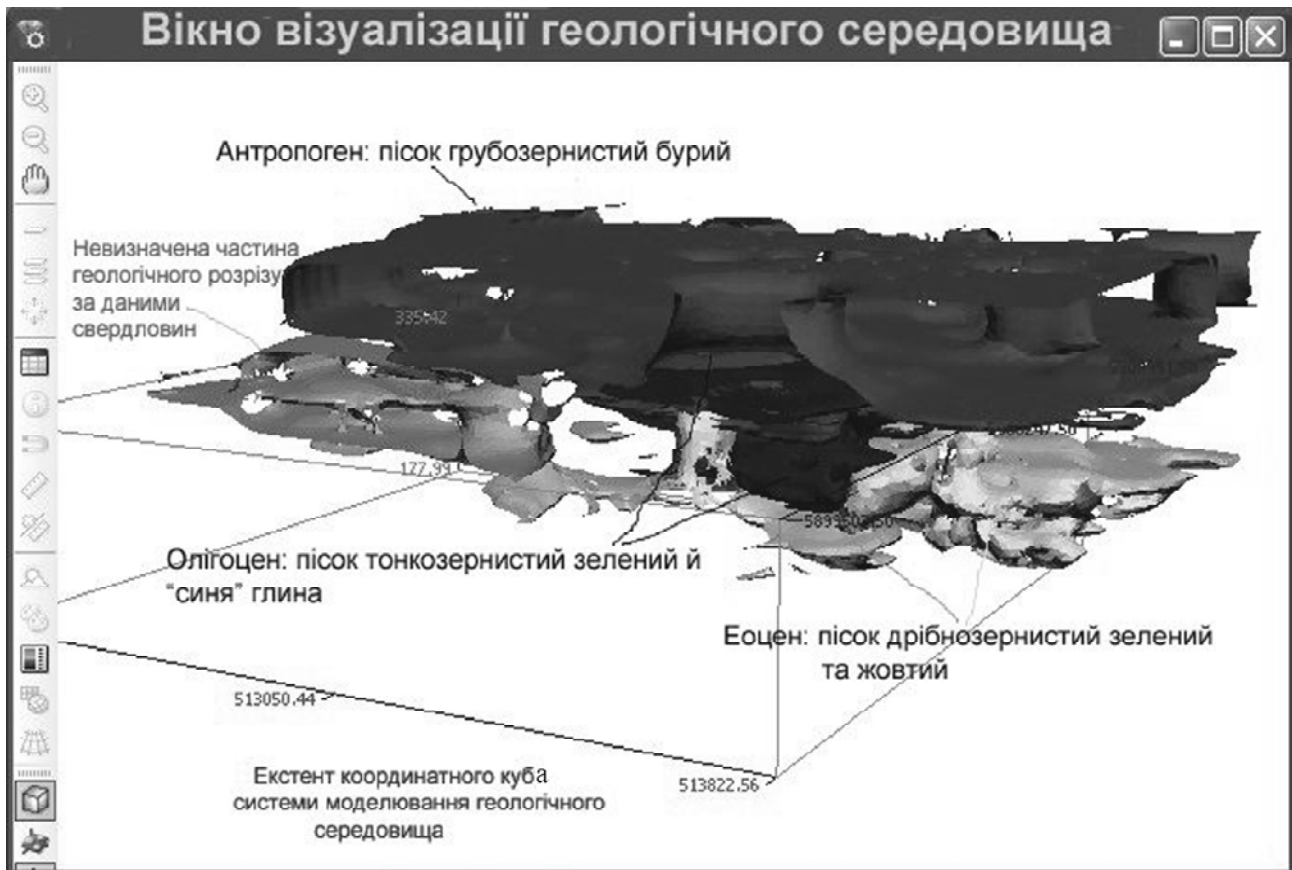 Вікно візуалізації геологічного середовища
Антропоген: пісок грубозернистий бурий
Невизначена частина
геологічного розрізу
за даними
свердловин
335.42
177.99
Олігоцен: пісок тонкозернистий зелений й
“синя” глина
Еоцен: пісок дрібнозернистий зелений
та жовтий
513050.44
513822.56
Екстент координатного куба
системи моделювання геологічного
середовища